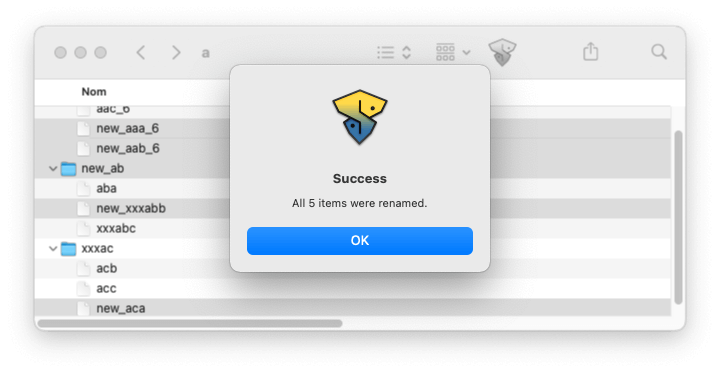 a
Nom
aac_6
new_aaa_6
new_aab_6
new_ab
aba
new_xxxabb
xxxabc
xxxac
acb
acc
new_aca
Success
All 5 items were renamed.
OK